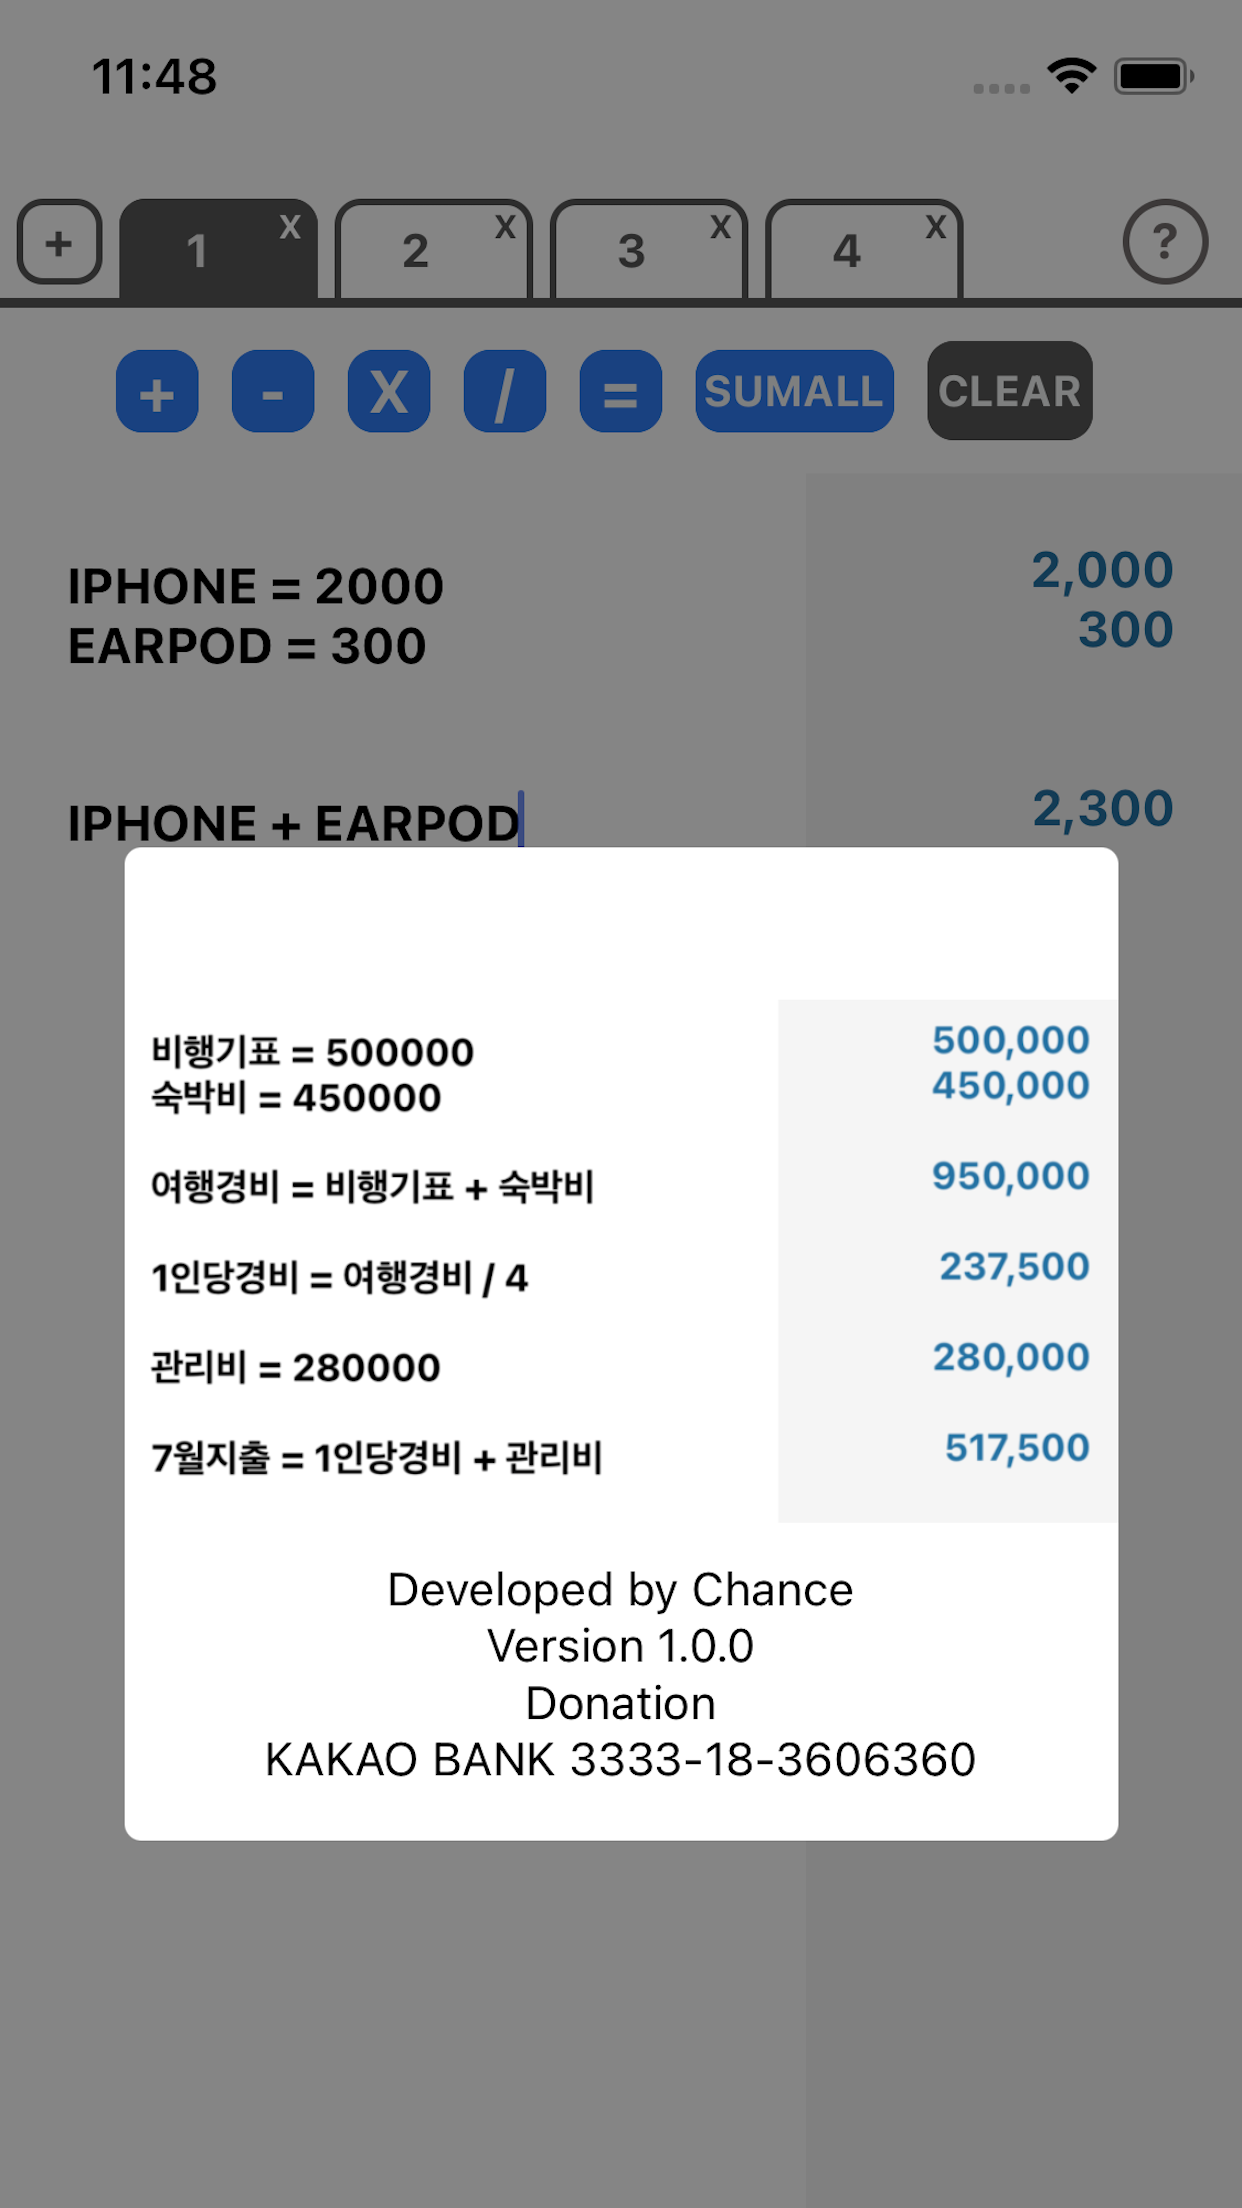 11:48
+ 1 X 2 X 3 X 4 X ?
+ - X / = SUMALL CLEAR
IPHONE = 2000 2,000
EARPOD = 300 300
IPHONE + EARPOD 2,300
비행기표 = 500000 500,000
숙박비 = 450000 450,000
여행경비 = 비행기표 + 숙박비 950,000
1인당경비 = 여행경비 / 4 237,500
관리비 = 280000 280,000
7월지출 = 1인당경비 + 관리비 517,500
Developed by Chance
Version 1.0.0
Donation
KAKAO BANK 3333-18-3606360